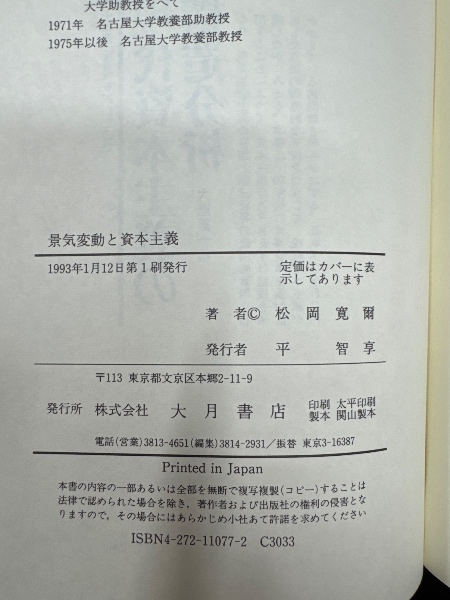 大学助教授をへて
1971年 名古屋大学教養部助教授
1975年以後 名古屋大学教養部教授
景気変動と資本主義
1993年1月12日第1刷発行
定価はカバーに表
示してあります
著 者© 松 岡 寛 爾
発行者 平 智 享
〒113 東京都文京区本郷2-11-9
発行所 株式会社 大 月 書 店 印刷 太平印刷
製本 関山製本
電話(営業)3813-4651(編集)3814-2931/振替 東京3-16387
Printed in Japan
本書の内容の一部あるいは全部を無断で複写複製(コピー)することは
法律で認められた場合を除き,著作者および出版社の権利の侵害とな
りますので,その場合にはあらかじめ小社あて許諾を求めてください
ISBN4-272-11077-2 C3033